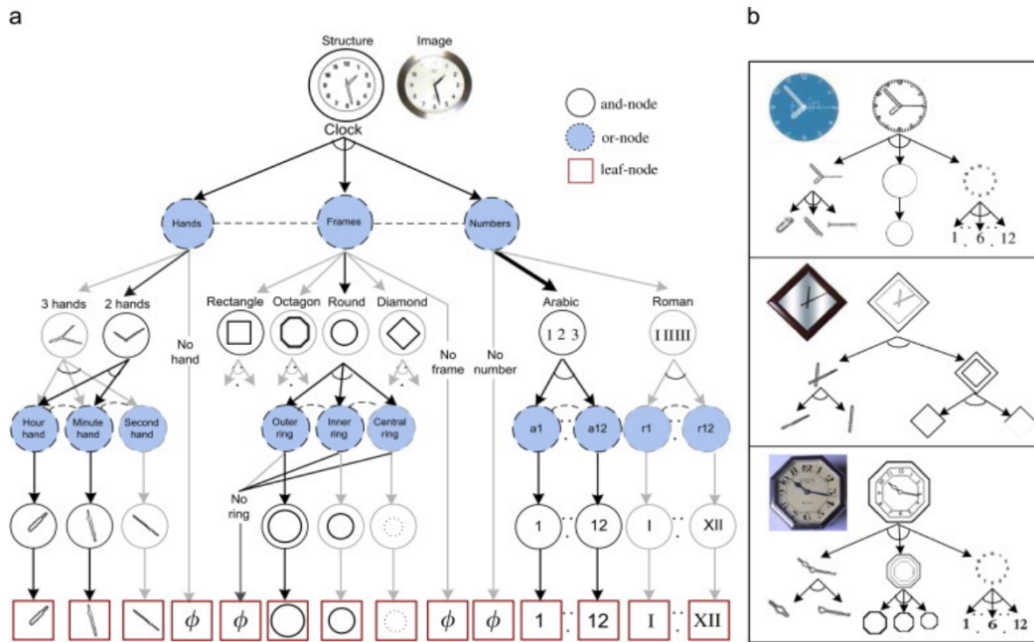 a
b
Structure Image
Clock
and-node
or-node
leaf-node
Hands
Frames
Numbers
3 hands
2 hands
No
hand
Rectangle
Octagon
Round
Diamond
No
frame
No
number
Arabic
Roman
1 2 3
I II III
Hour
hand
Minute
hand
Second
hand
Outer
ring
Inner
ring
Central
ring
a1
a12
r1
r12
No
ring
1
12
I
XII
ϕ
ϕ
ϕ
ϕ
1
12
I
XII
1 6 12
1 6 12